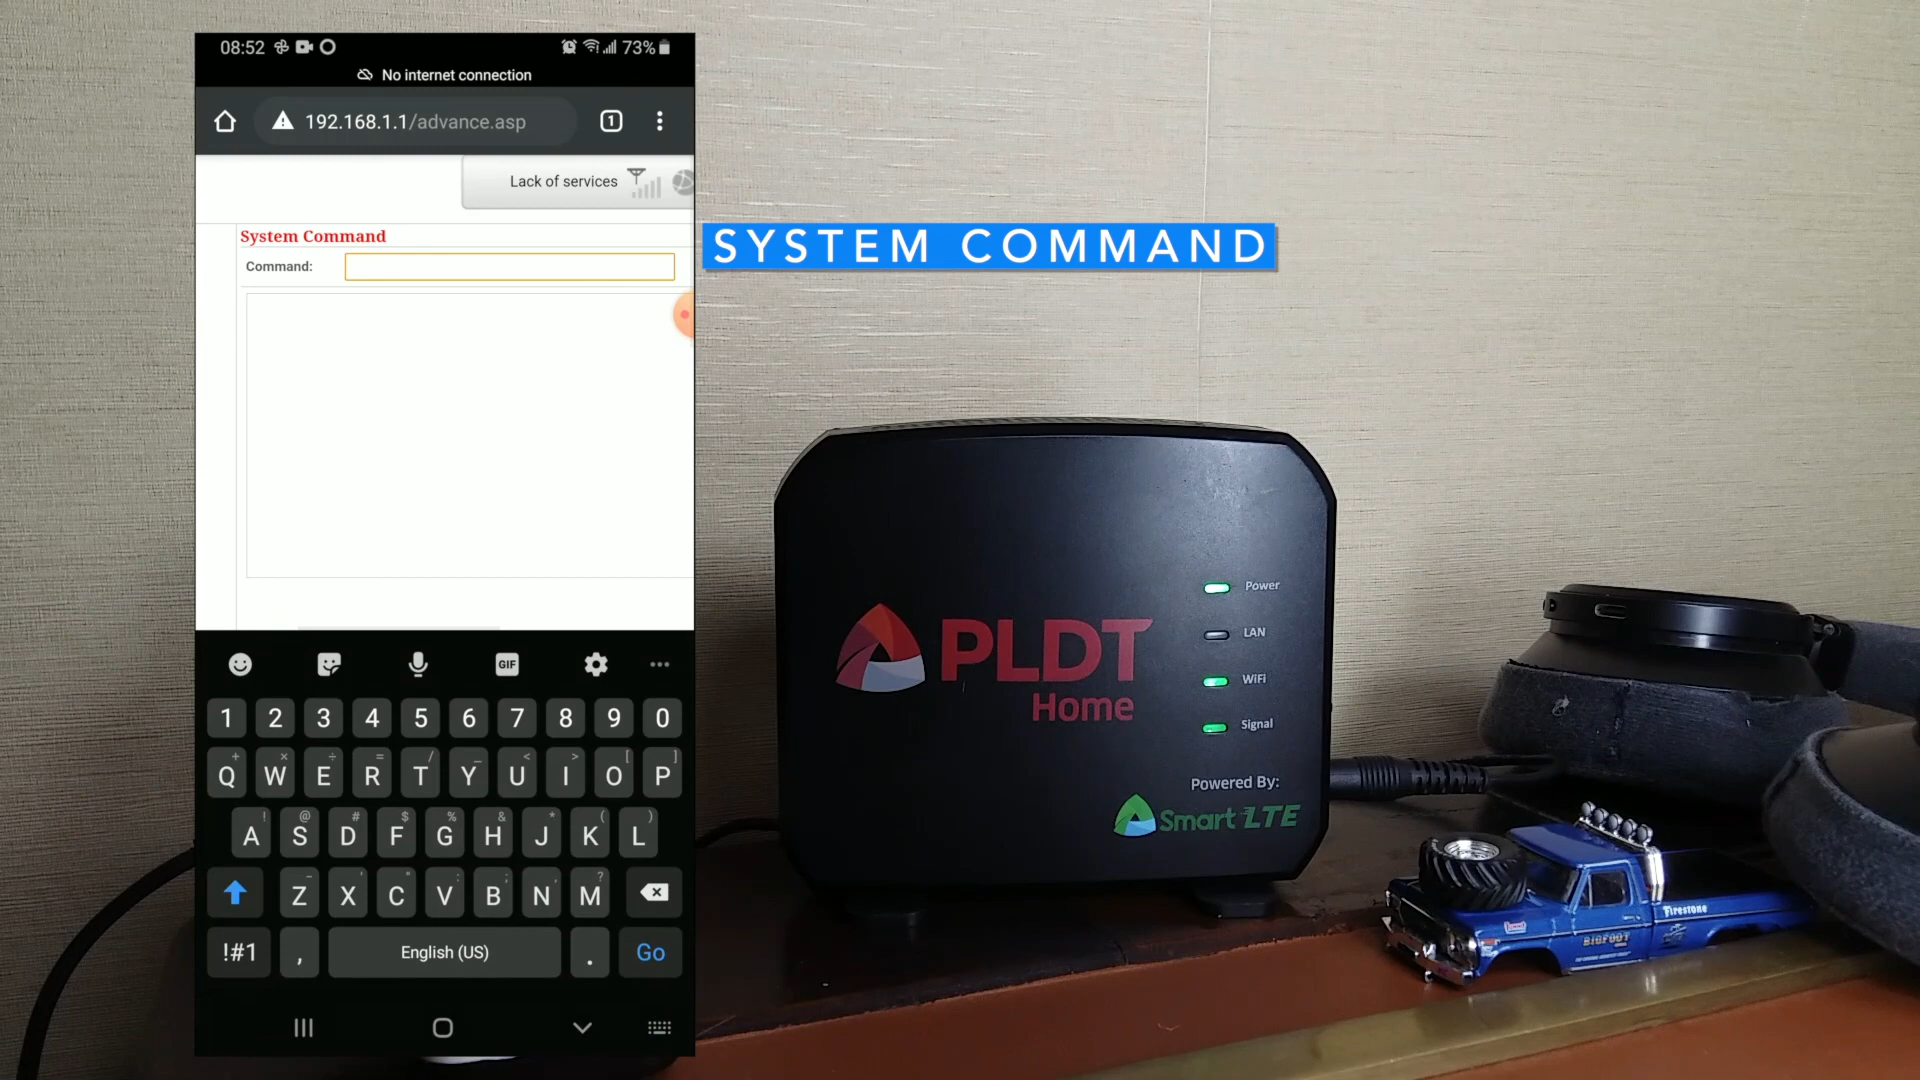 08:52
73%
No internet connection
192.168.1.1/advance.asp
1
Lack of services
System Command
Command:
SYSTEM COMMAND
GIF
1 2 3 4 5 6 7 8 9 0
Q W E R T Y U I O P
A S D F G H J K L
Z X C V B N M
!#1 , English (US) . Go
PLDT
Home
Power
LAN
WiFi
Signal
Powered By:
Smart LTE
Firestone
BIGFOOT